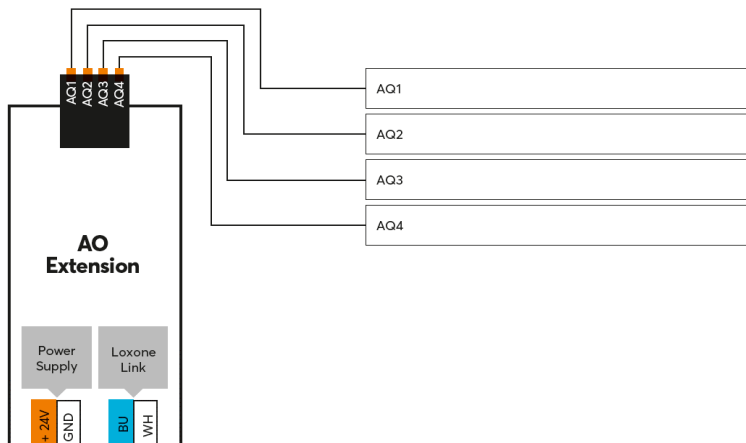 AQ1
AQ2
AQ3
AQ4
AQ1
AQ2
AQ3
AQ4
AO
Extension
Power
Supply
Loxone
Link
+ 24V
GND
BU
WH